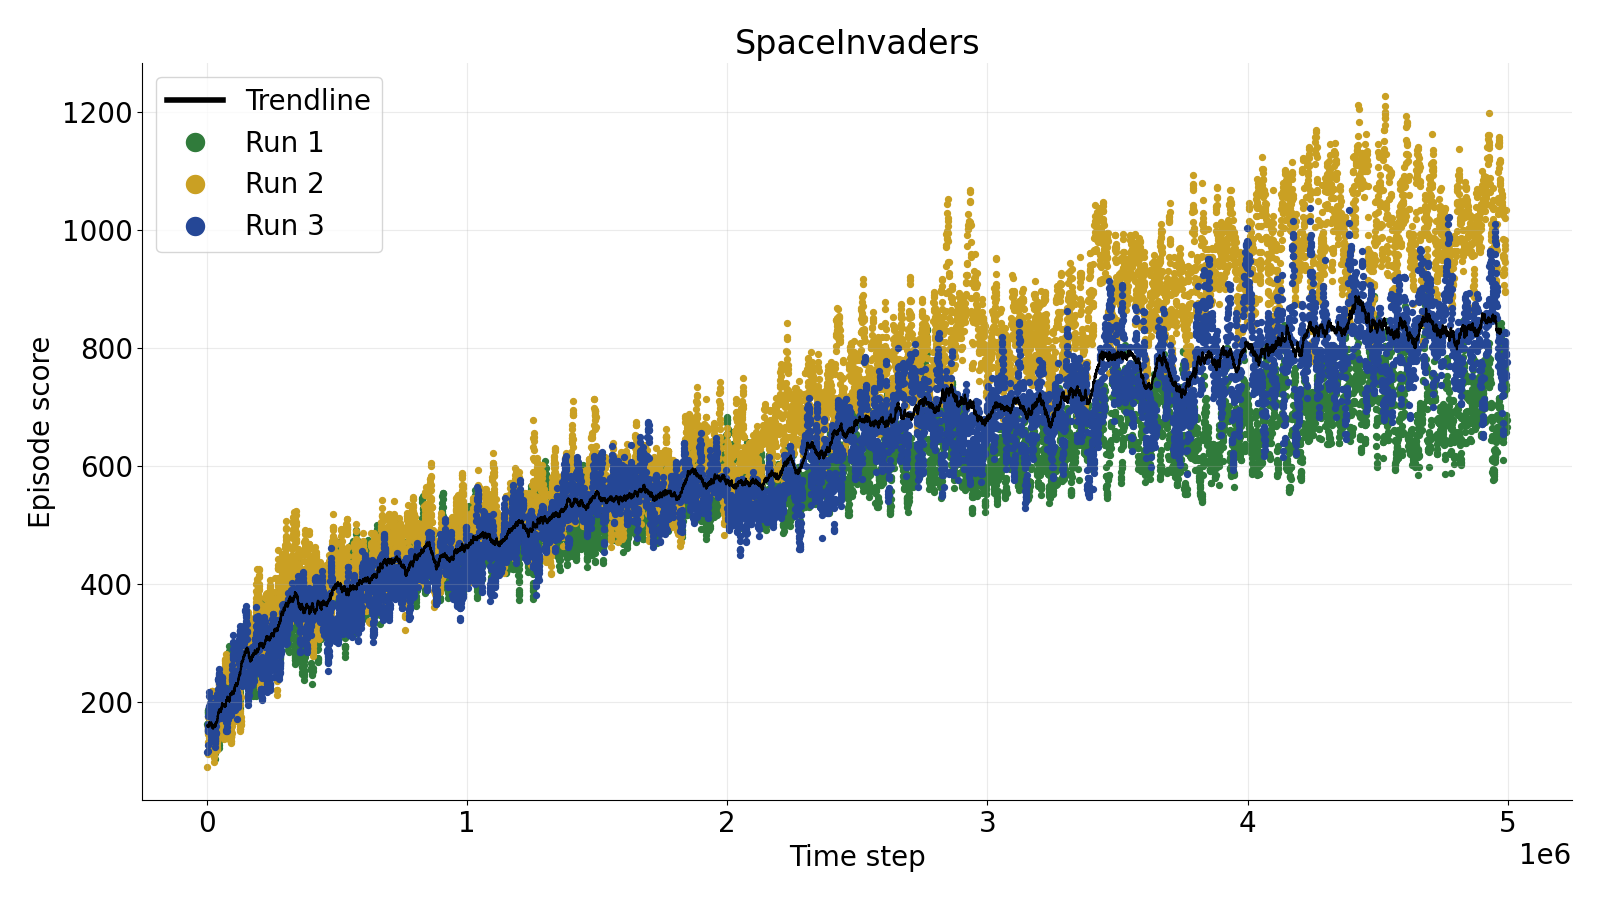 SpaceInvaders
Trendline
Run 1
Run 2
Run 3
1200
1000
800
600
400
200
Episode score
0 1 2 3 4 5
1e6
Time step